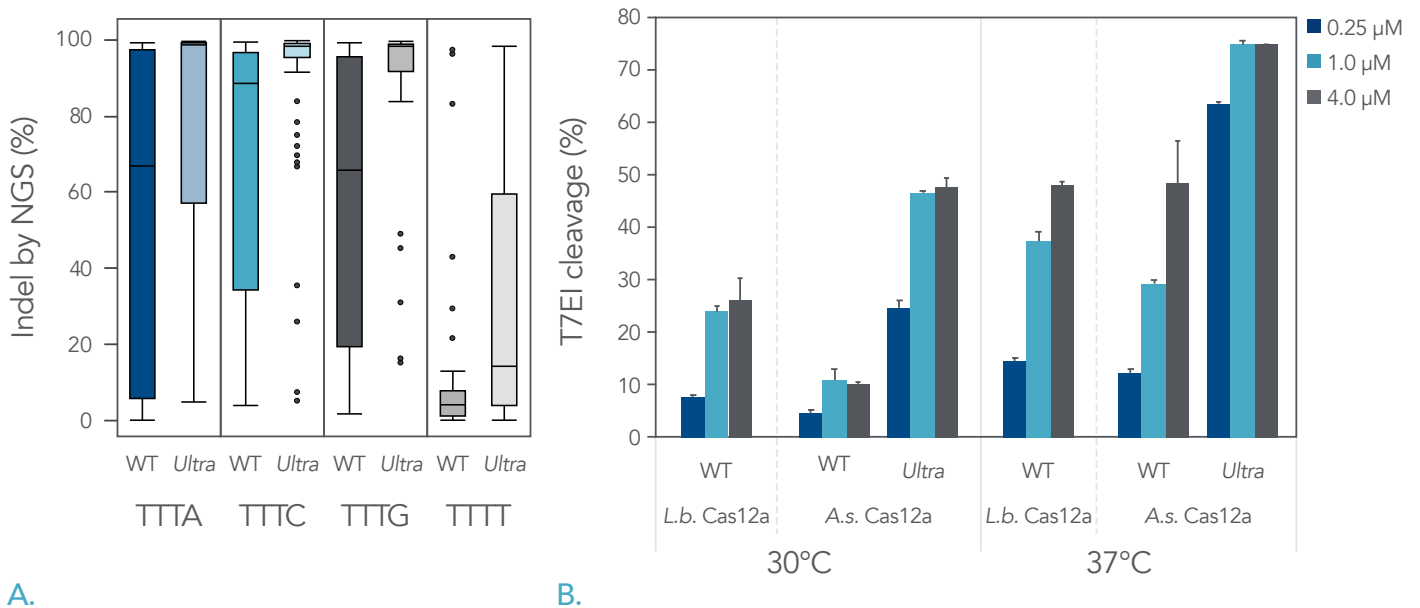 Indel by NGS (%)
100
80
60
40
20
0
WT Ultra WT Ultra WT Ultra WT Ultra
TTTA TTTC TTTG TTTT
A.
T7EI cleavage (%)
80
70
60
50
40
30
20
10
0
0.25 µM
1.0 µM
4.0 µM
WT WT Ultra WT WT Ultra
L.b. Cas12a A.s. Cas12a L.b. Cas12a A.s. Cas12a
30°C 37°C
B.